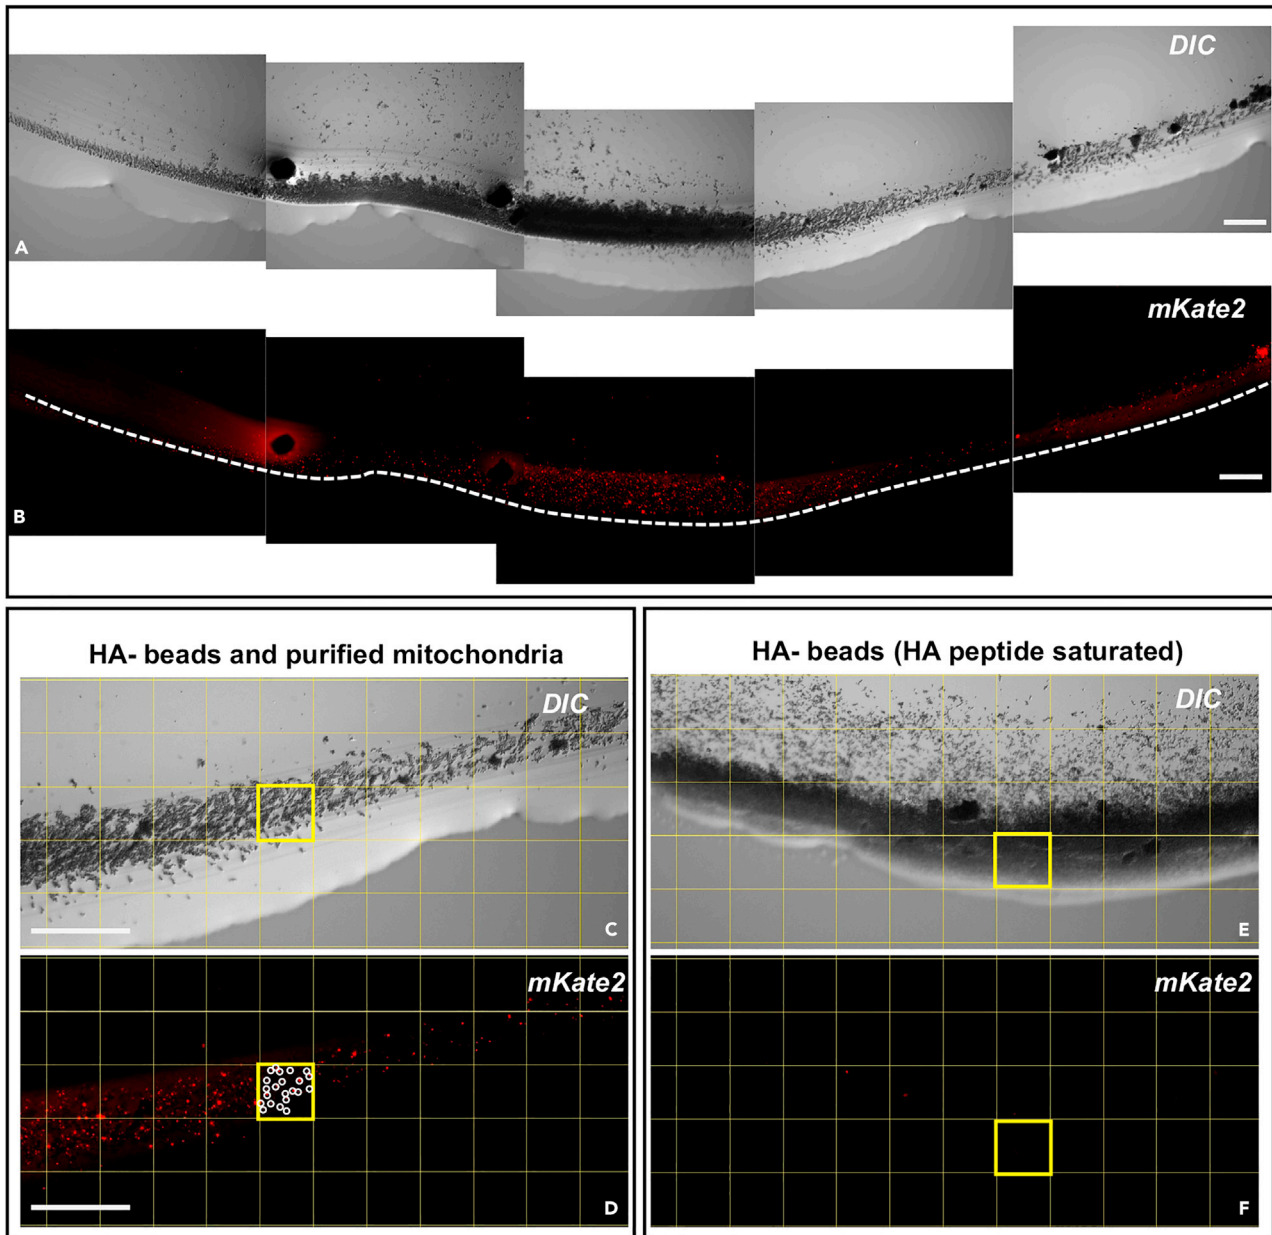 DIC
A
mKate2
B
HA- beads and purified mitochondria
DIC
C
mKate2
D
HA- beads (HA peptide saturated)
DIC
E
mKate2
F